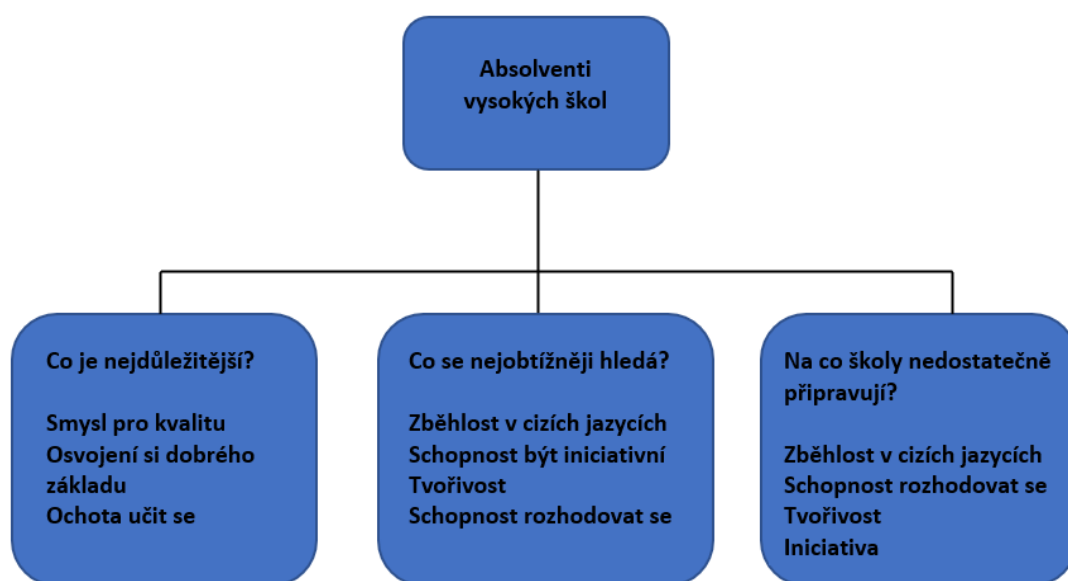 Absolventi
vysokých škol
Co je nejdůležitější?
Smysl pro kvalitu
Osvojení si dobrého
základu
Ochota učit se
Co se nejobtížněji hledá?
Zběhlost v cizích jazycích
Schopnost být iniciativní
Tvořivost
Schopnost rozhodovat se
Na co školy nedostatečně
připravují?
Zběhlost v cizích jazycích
Schopnost rozhodovat se
Tvořivost
Iniciativa